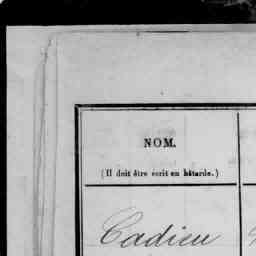 NOM.
(Il doit être écrit en bâtarde.)
Cadieu